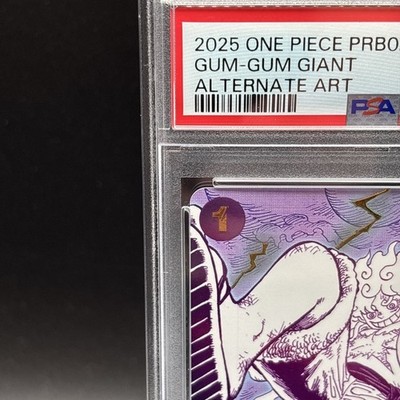 2025 ONE PIECE PRB0
GUM-GUM GIANT
ALTERNATE ART
PSA
1